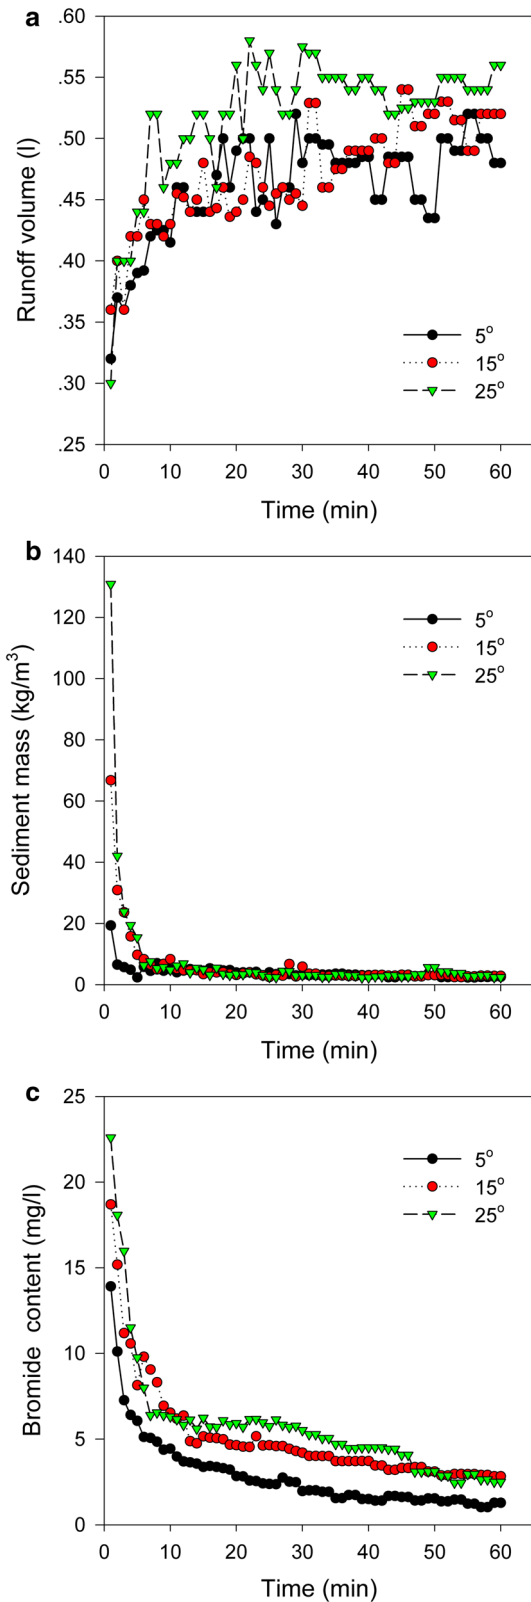 a
.60
.55
.50
.45
.40
.35
.30
.25
Runoff volume (l)
5°
15°
25°
0 10 20 30 40 50 60
Time (min)
b
140
120
100
80
60
40
20
0
Sediment mass (kg/m³)
5°
15°
25°
0 10 20 30 40 50 60
Time (min)
c
25
20
15
10
5
0
Bromide content (mg/l)
5°
15°
25°
0 10 20 30 40 50 60
Time (min)